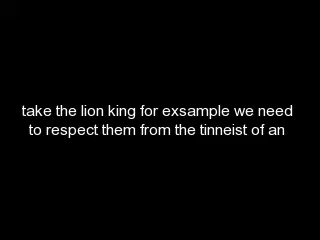 take the lion king for exsample we need
to respect them from the tinneist of an